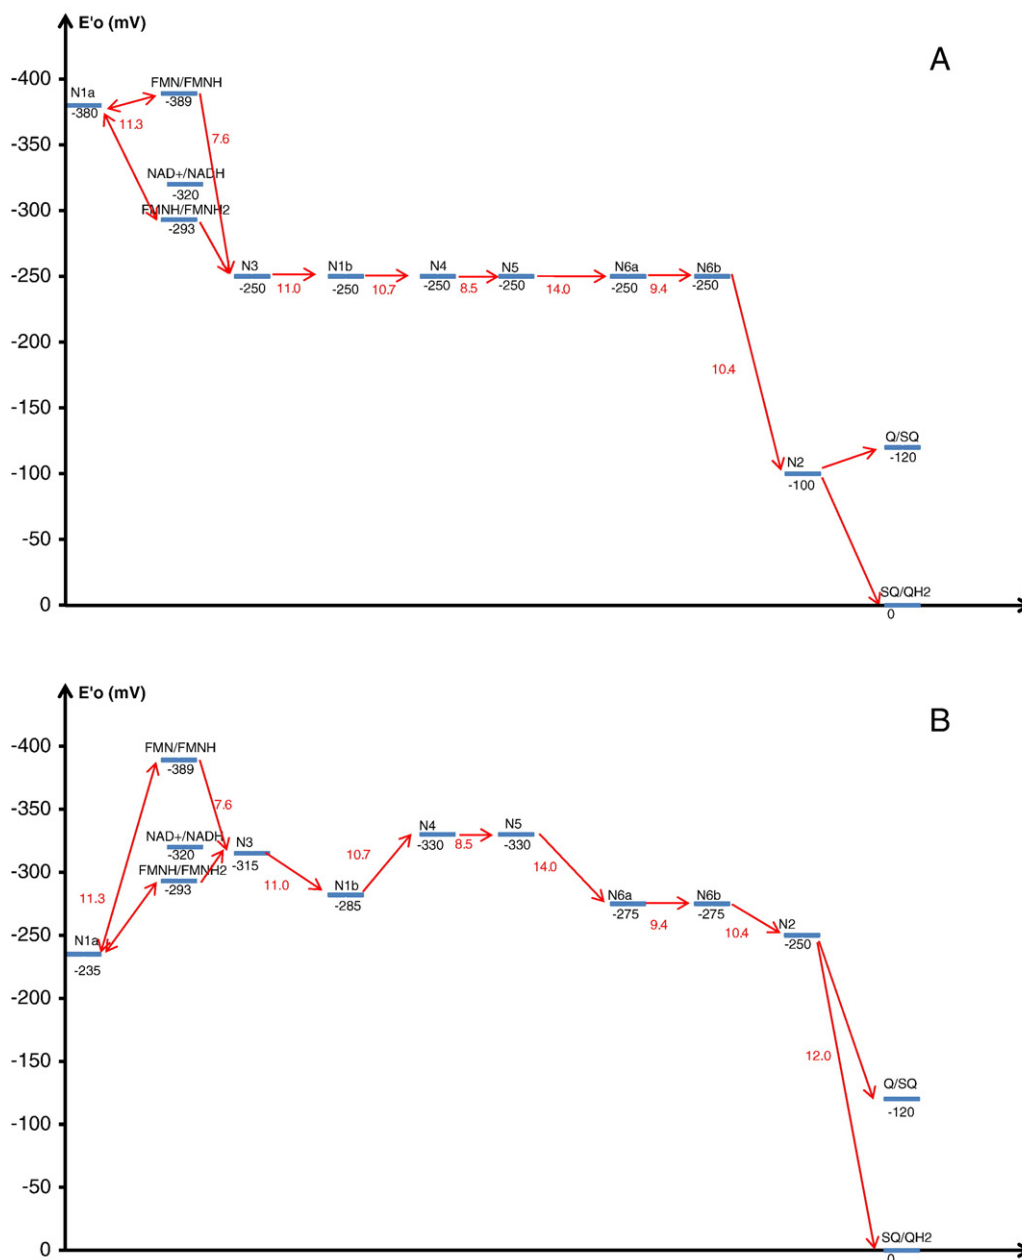 E'o (mV)
A
-400
-350
-300
-250
-200
-150
-100
-50
0
N1a
-380
11.3
FMN/FMNH
-389
7.6
NAD+/NADH
-320
FMNH/FMNH2
-293
N3
-250
11.0
N1b
-250
10.7
N4
-250
8.5
N5
-250
14.0
N6a
-250
9.4
N6b
-250
10.4
N2
-100
Q/SQ
-120
SQ/QH2
0
E'o (mV)
B
-400
-350
-300
-250
-200
-150
-100
-50
0
FMN/FMNH
-389
7.6
NAD+/NADH
-320
FMNH/FMNH2
-293
11.3
N1a
-235
N3
-315
11.0
N1b
-285
10.7
N4
-330
8.5
N5
-330
14.0
N6a
-275
9.4
N6b
-275
10.4
N2
-250
12.0
Q/SQ
-120
SQ/QH2
0